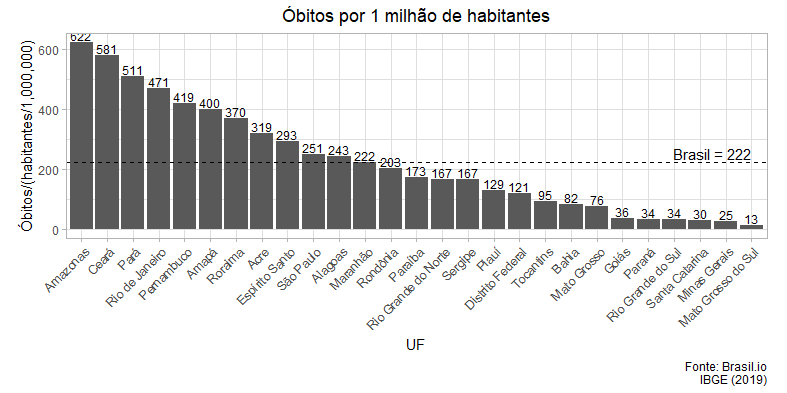 Óbitos por 1 milhão de habitantes
Óbitos/(habitantes/1,000,000)
600
400
200
0
622
581
511
471
419
400
370
319
293
251
243
222
203
173
167
167
129
121
95
82
76
36
34
34
30
25
13
Brasil = 222
Amazonas
Ceará
Pará
Rio de Janeiro
Pernambuco
Amapá
Roraima
Acre
Espírito Santo
São Paulo
Alagoas
Maranhão
Rondônia
Paraíba
Rio Grande do Norte
Sergipe
Piauí
Distrito Federal
Tocantins
Bahia
Mato Grosso
Goiás
Paraná
Rio Grande do Sul
Santa Catarina
Minas Gerais
Mato Grosso do Sul
UF
Fonte: Brasil.io
IBGE (2019)